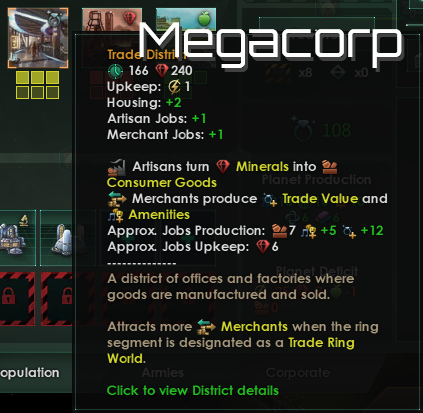 Megacorp
Trade District
166 240
Upkeep: 1
Housing: +2
Artisan Jobs: +1
Merchant Jobs: +1
Artisans turn Minerals into
Consumer Goods
Merchants produce Trade Value and
Amenities
Approx. Jobs Production: 7 +5 +12
Approx. Jobs Upkeep: 6
--------------
A district of offices and factories where
goods are manufactured and sold.
Attracts more Merchants when the ring
segment is designated as a Trade Ring
World.
Click to view District details
x8 x0
108
Planet Production
Planet Deficit
opulation Armies Corporate